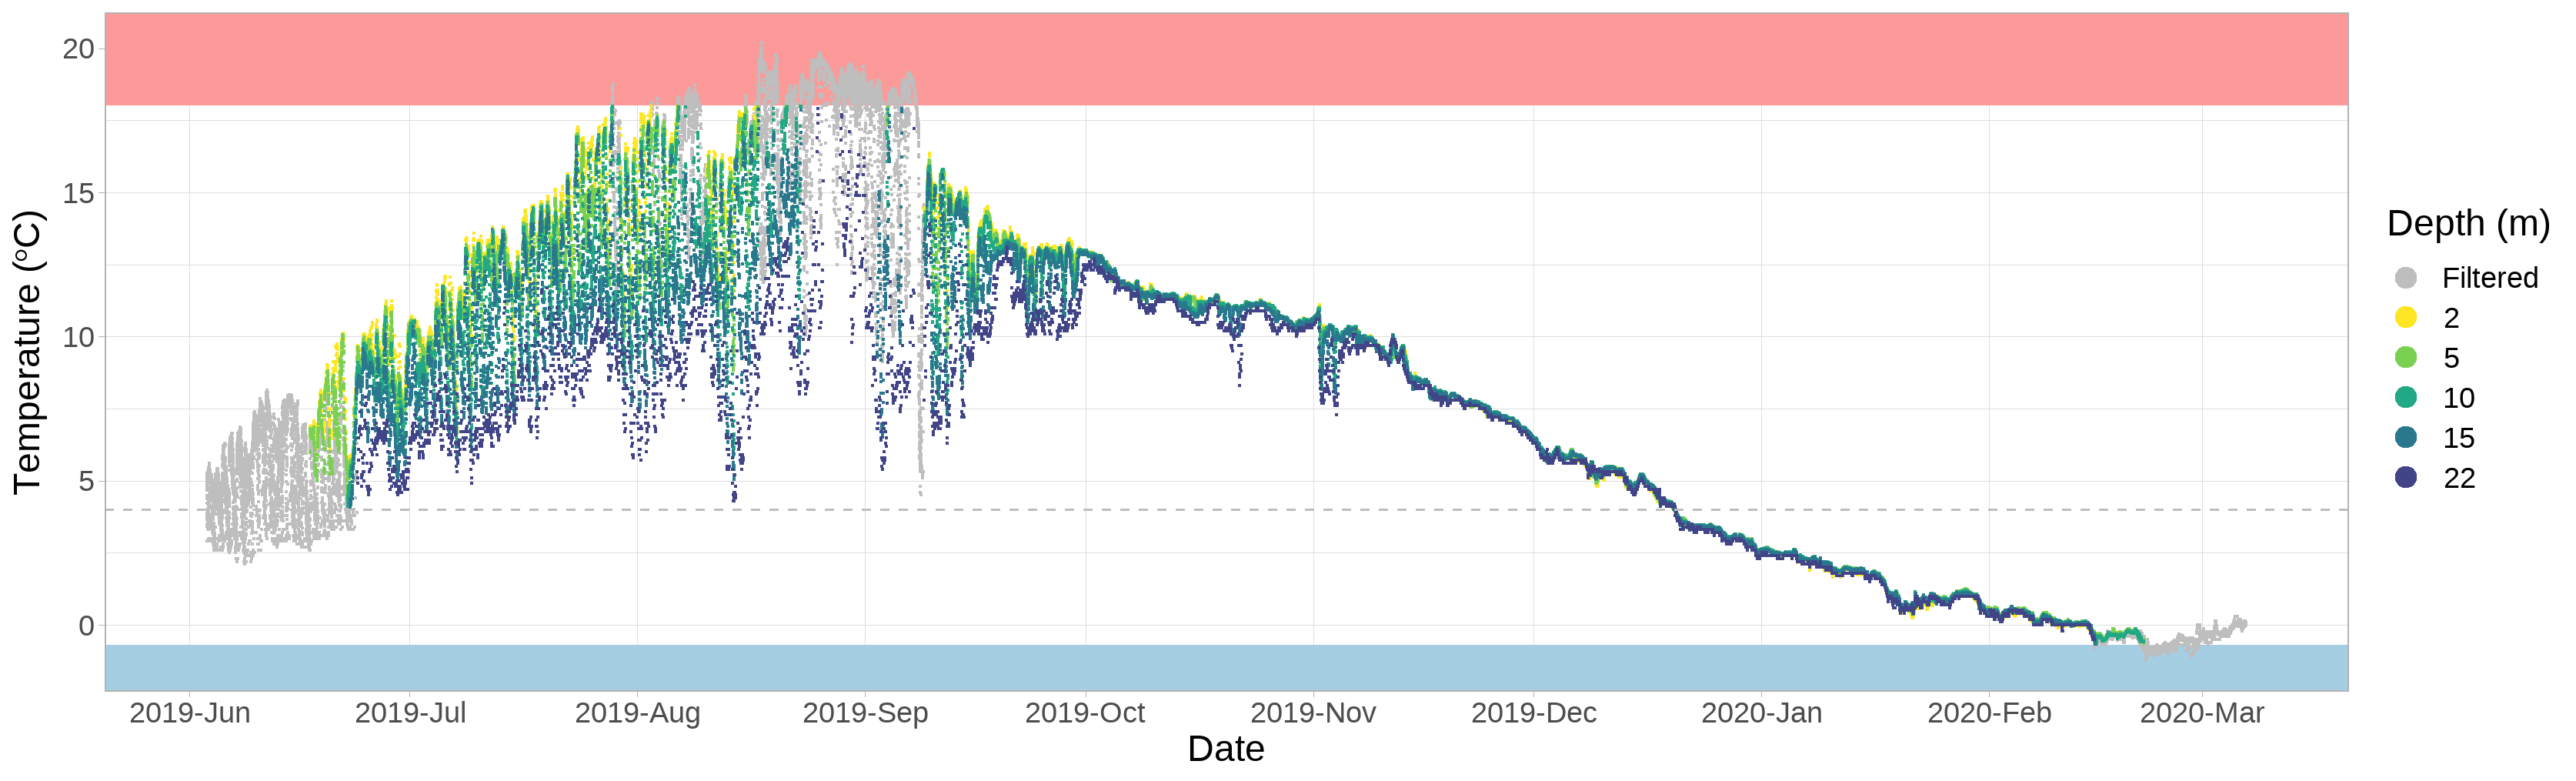 20
15
10
5
0
Temperature (°C)
2019-Jun 2019-Jul 2019-Aug 2019-Sep 2019-Oct 2019-Nov 2019-Dec 2020-Jan 2020-Feb 2020-Mar
Date
Depth (m)
Filtered
2
5
10
15
22